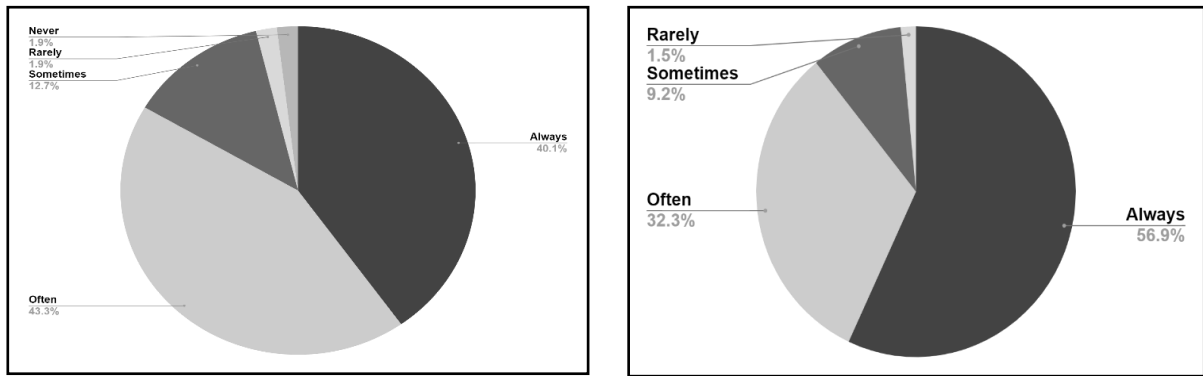 Never
1.9%
Rarely
1.9%
Sometimes
12.7%
Always
40.1%
Often
43.3%
Rarely
1.5%
Sometimes
9.2%
Often
32.3%
Always
56.9%